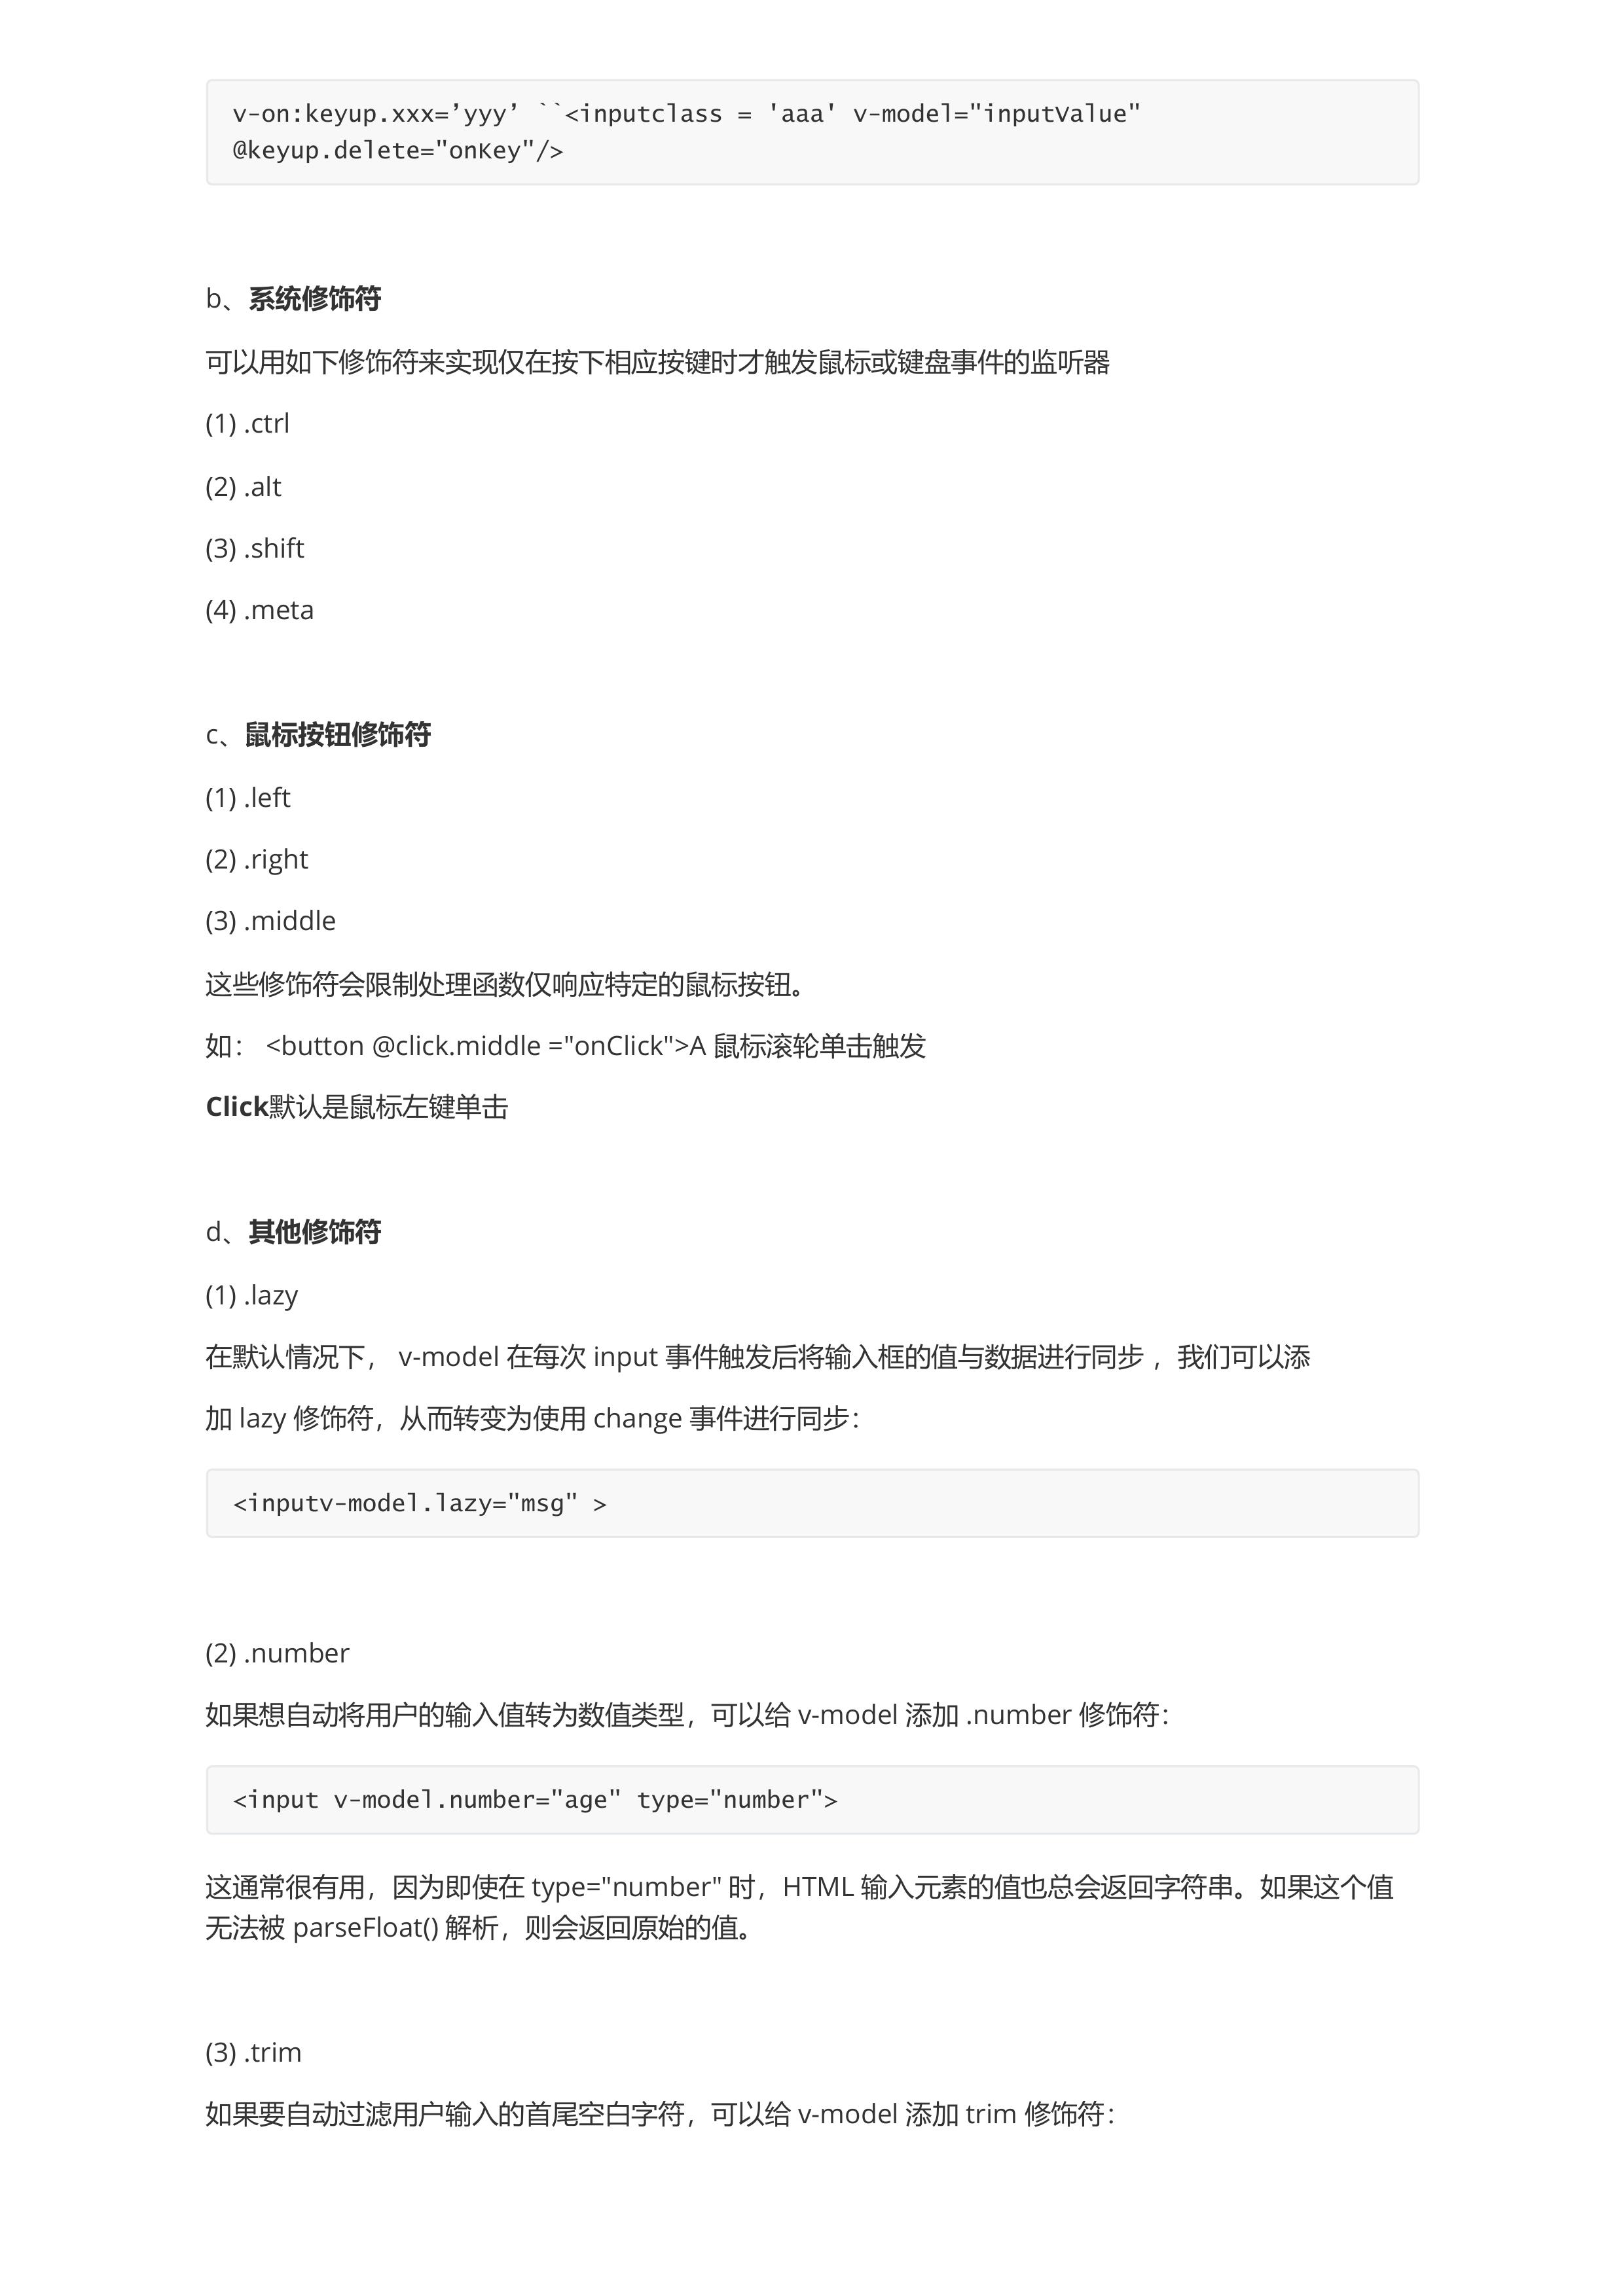 v-on:keyup.xxx=’yyy’ ``<inputclass = 'aaa' v-model="inputValue"
@keyup.delete="onKey"/>
b、系统修饰符
可以用如下修饰符来实现仅在按下相应按键时才触发鼠标或键盘事件的监听器
(1) .ctrl
(2) .alt
(3) .shift
(4) .meta
c、鼠标按钮修饰符
(1) .left
(2) .right
(3) .middle
这些修饰符会限制处理函数仅响应特定的鼠标按钮。
如： <button @click.middle ="onClick">A 鼠标滚轮单击触发
Click默认是鼠标左键单击
d、其他修饰符
(1) .lazy
在默认情况下， v-model 在每次 input 事件触发后将输入框的值与数据进行同步 ，我们可以添
加 lazy 修饰符，从而转变为使用 change 事件进行同步：
<inputv-model.lazy="msg" >
(2) .number
如果想自动将用户的输入值转为数值类型，可以给 v-model 添加 .number 修饰符：
<input v-model.number="age" type="number">
这通常很有用，因为即使在 type="number" 时，HTML 输入元素的值也总会返回字符串。如果这个值
无法被 parseFloat() 解析，则会返回原始的值。
(3) .trim
如果要自动过滤用户输入的首尾空白字符，可以给 v-model 添加 trim 修饰符：